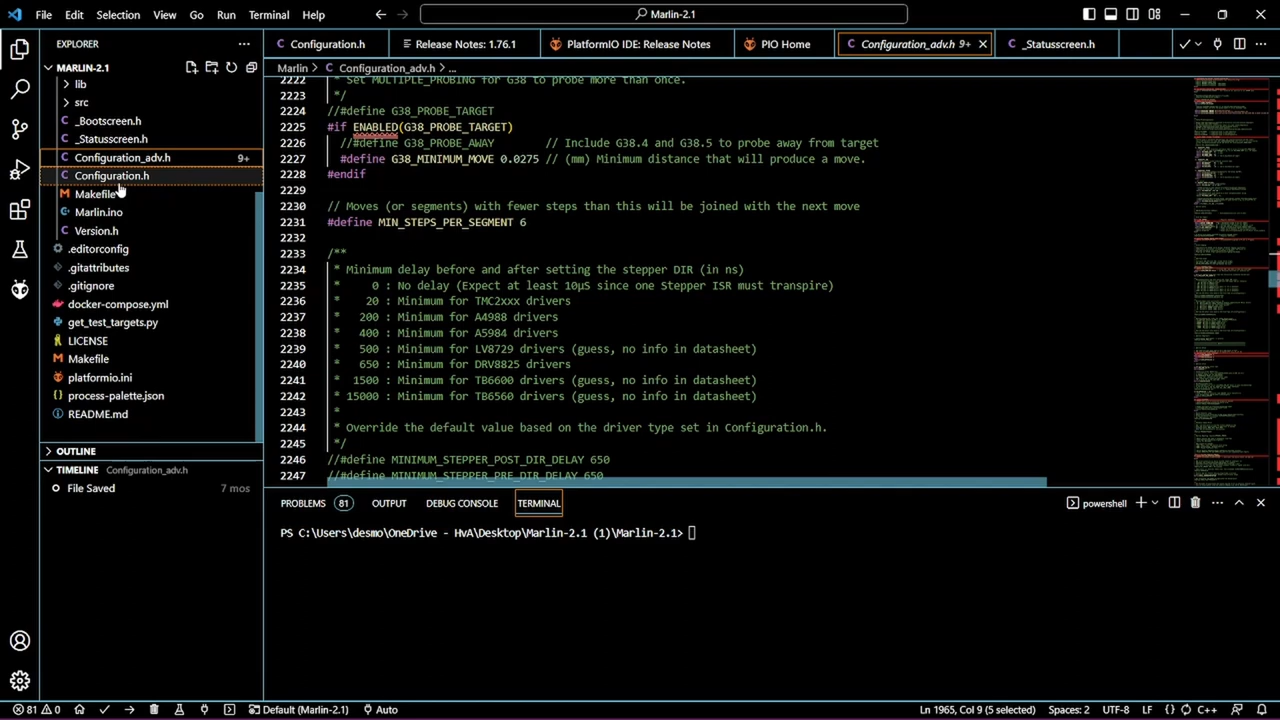 File Edit Selection View Go Run Terminal Help
Marlin-2.1
EXPLORER
Configuration.h
Release Notes: 1.76.1
PlatformIO IDE: Release Notes
PIO Home
Configuration_adv.h 9+
_Statusscreen.h
MARLIN-2.1
lib
src
_Bootscreen.h
_Statusscreen.h
Configuration_adv.h 9+
Configuration.h
Makefile
Marlin.ino
Version.h
.editorconfig
.gitattributes
docker-compose.yml
get_test_targets.py
LICENSE
Makefile
platformio.ini
process-palette.json
README.md
OUTLINE
TIMELINE Configuration_adv.h
File Saved 7 mos
Marlin > Configuration_adv.h > ...
2222 * Set MULTIPLE_PROBING for G38 to probe more than once.
2223 */
2224 //#define G38_PROBE_TARGET
2225 #if ENABLED(G38_PROBE_TARGET)
2226 //#define G38_PROBE_AWAY // Include G38.4 and G38.5 to probe away from target
2227 #define G38_MINIMUM_MOVE // (mm) Minimum distance that will produce a move.
2228 #endif
2229
2230 // Moves (or segments) with fewer steps than this will be joined with the next move
2231 #define MIN_STEPS_PER_SEGMENT
2232
2233 /**
2234 * Minimum delay before and after setting the stepper DIR (in ns)
2235 * : No delay (Expect at least 10µs since one Stepper ISR must transpire)
2236 * 20 : Minimum for TMC2xxx drivers
2237 * 200 : Minimum for A4988 drivers
2238 * 400 : Minimum for A5984 drivers
2239 * 500 : Minimum for LV8729 drivers (guess, no info in datasheet)
2240 * 650 : Minimum for DRV8825 drivers
2241 * 1500 : Minimum for TB6600 drivers (guess, no info in datasheet)
2242 * : Minimum for TB6560 drivers (guess, no info in datasheet)
2243 *
2244 * Override the default value based on the driver type set in Configuration.h.
2245 */
2246 //#define MINIMUM_STEPPER_POST_DIR_DELAY 650
2247 //#define MINIMUM_STEPPER_PRE_DIR_DELAY 650
PROBLEMS 81 OUTPUT DEBUG CONSOLE TERMINAL
powershell
PS C:\Users\desmo\OneDrive - HvA\Desktop\Marlin-2.1 (1)\Marlin-2.1>
81 0 Default (Marlin-2.1) Auto
Ln 1965, Col 9 (5 selected) Spaces: 2 UTF-8 LF {} C++